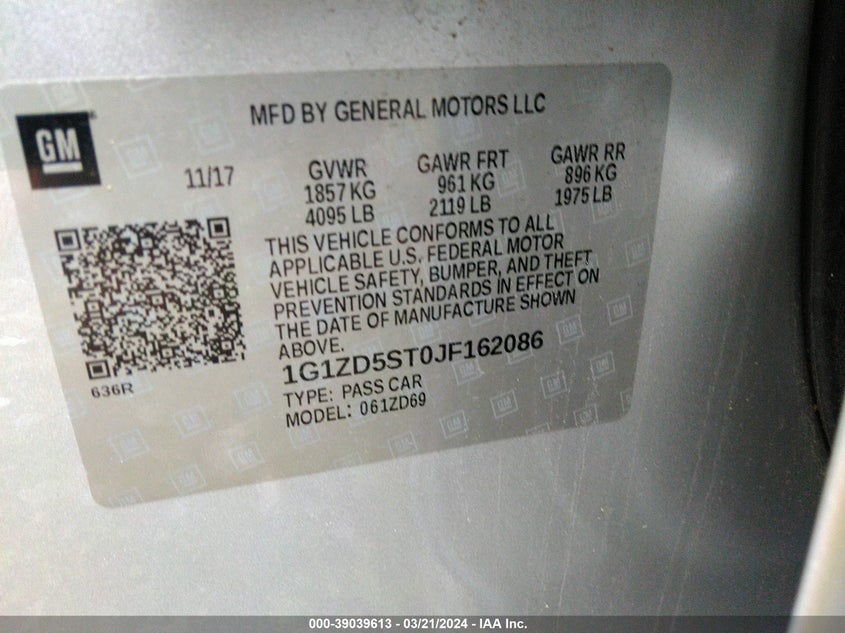 MFD BY GENERAL MOTORS LLC
GM
11/17 GVWR GAWR FRT GAWR RR
1857 KG 961 KG 896 KG
4095 LB 2119 LB 1975 LB
THIS VEHICLE CONFORMS TO ALL
APPLICABLE U.S. FEDERAL MOTOR
VEHICLE SAFETY, BUMPER, AND THEFT
PREVENTION STANDARDS IN EFFECT ON
THE DATE OF MANUFACTURE SHOWN
ABOVE.
1G1ZD5ST0JF162086
636R
TYPE: PASS CAR
MODEL: 061ZD69
000-39039613 - 03/21/2024 - IAA Inc.